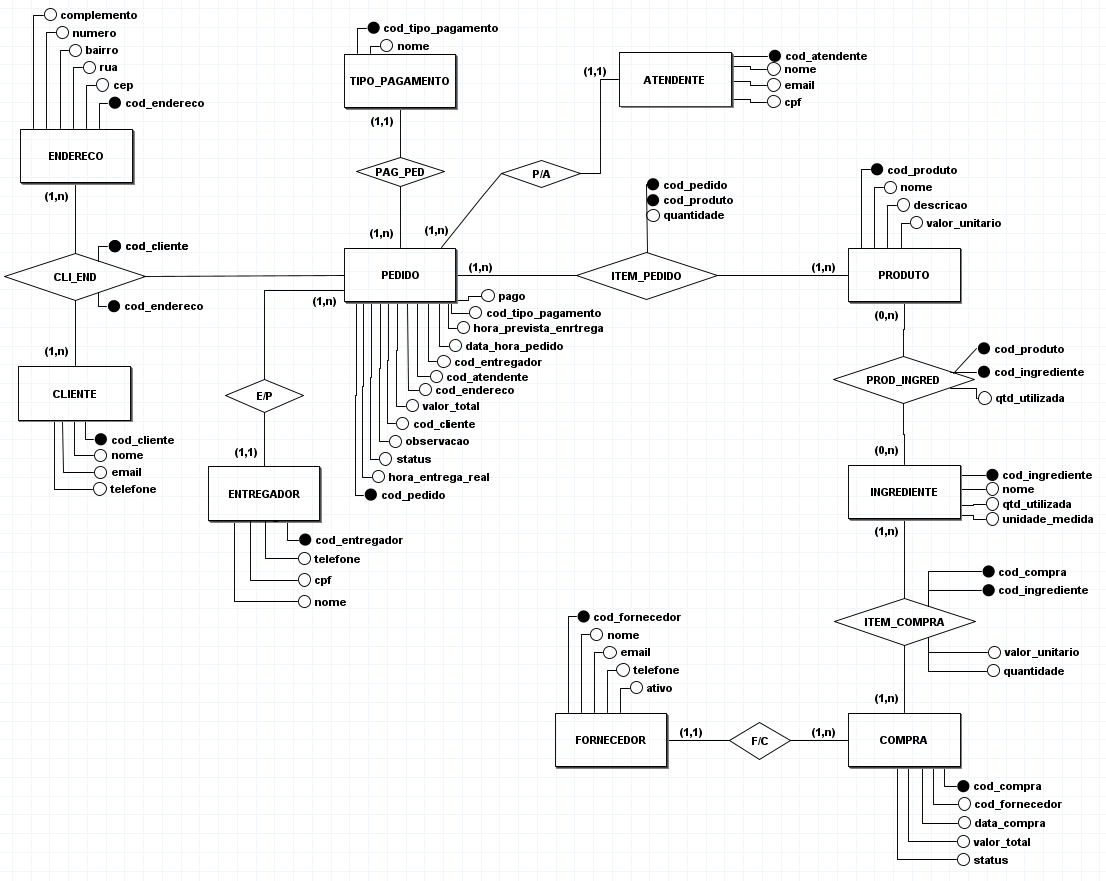 complemento
numero
bairro
rua
cep
cod_endereco
ENDERECO
(1,n)
cod_cliente
CLI_END
cod_endereco
(1,n)
CLIENTE
cod_cliente
nome
email
telefone
cod_tipo_pagamento
nome
TIPO_PAGAMENTO
(1,1)
PAG_PED
(1,n)
(1,n)
PEDIDO
(1,n)
(1,n)
pago
cod_tipo_pagamento
hora_prevista_enrtrega
data_hora_pedido
cod_entregador
cod_atendente
cod_endereco
valor_total
cod_cliente
observacao
status
hora_entrega_real
cod_pedido
E/P
(1,1)
ENTREGADOR
cod_entregador
telefone
cpf
nome
(1,1)
ATENDENTE
cod_atendente
nome
email
cpf
P/A
cod_pedido
cod_produto
quantidade
ITEM_PEDIDO
(1,n)
cod_produto
nome
descricao
valor_unitario
PRODUTO
(0,n)
cod_produto
PROD_INGRED
cod_ingrediente
qtd_utilizada
(0,n)
INGREDIENTE
cod_ingrediente
nome
qtd_utilizada
unidade_medida
(1,n)
cod_compra
cod_ingrediente
ITEM_COMPRA
valor_unitario
quantidade
(1,n)
cod_fornecedor
nome
email
telefone
ativo
FORNECEDOR
(1,1)
F/C
(1,n)
COMPRA
cod_compra
cod_fornecedor
data_compra
valor_total
status